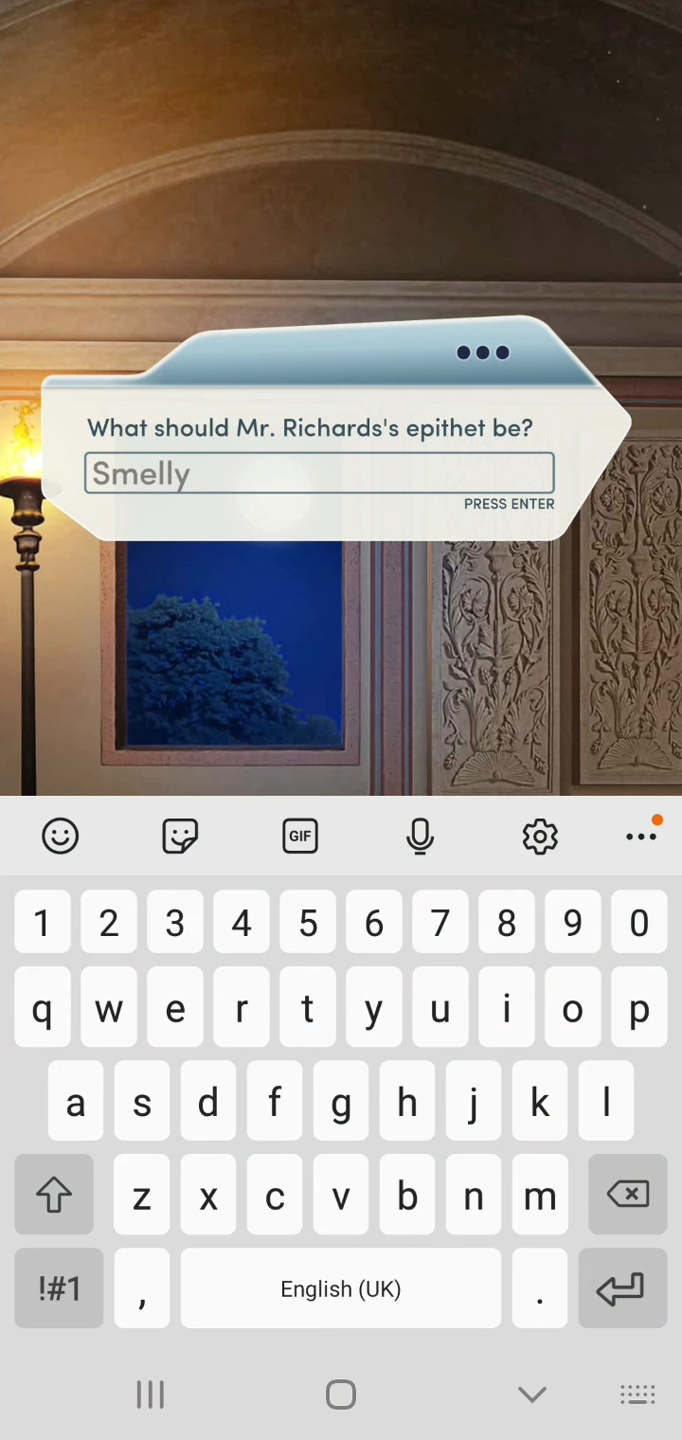 What should Mr. Richards's epithet be?
Smelly
PRESS ENTER
GIF
1 2 3 4 5 6 7 8 9 0
q w e r t y u i o p
a s d f g h j k l
z x c v b n m
!#1 , English (UK) .